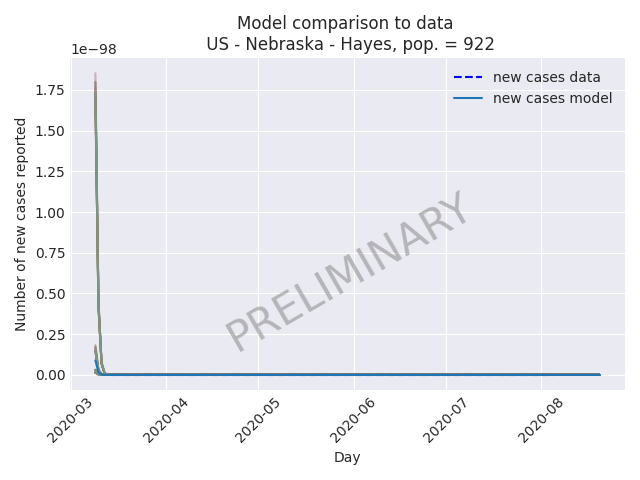 Model comparison to data
US - Nebraska - Hayes, pop. = 922
1e−98
new cases data
new cases model
1.75
1.50
1.25
1.00
0.75
0.50
0.25
0.00
Number of new cases reported
PRELIMINARY
2020-03
2020-04
2020-05
2020-06
2020-07
2020-08
Day